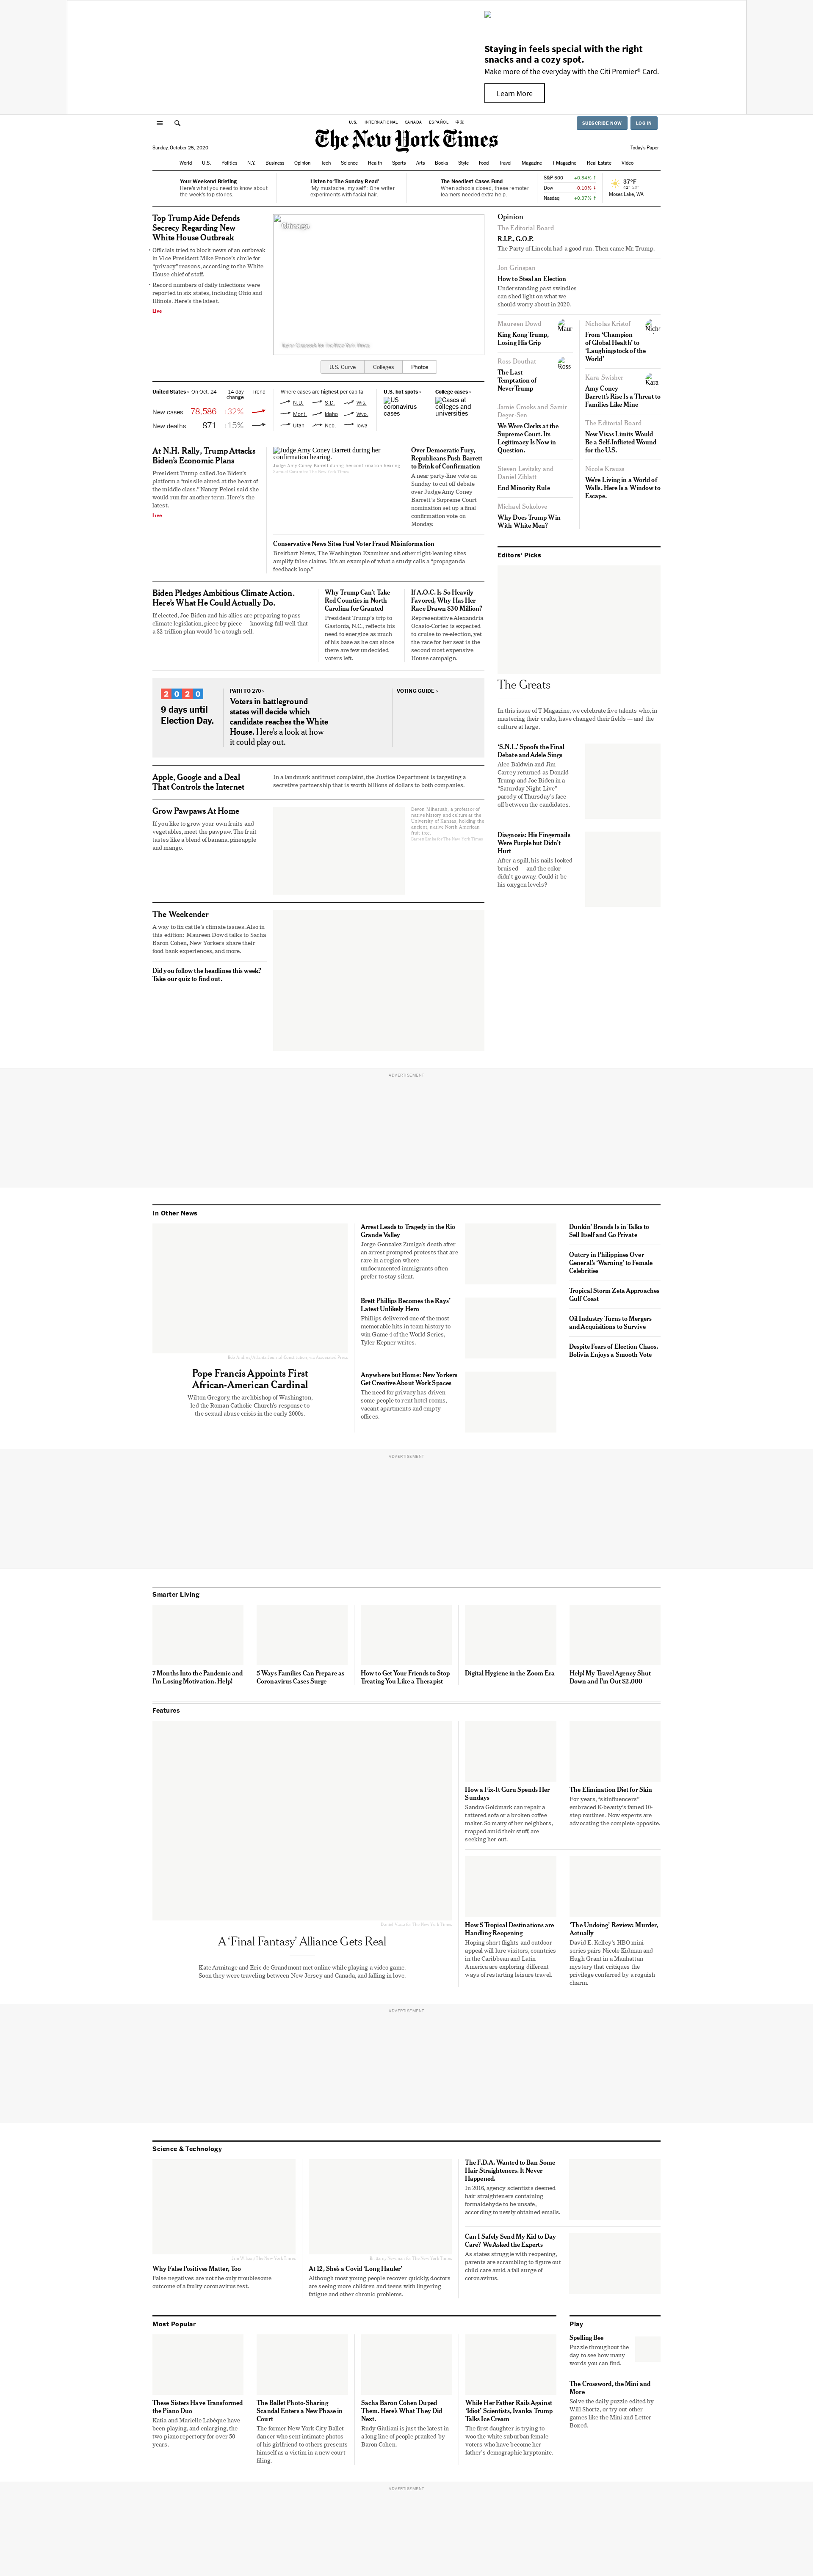 Staying in feels special with the right
snacks and a cozy spot.
Make more of the everyday with the Citi Premier® Card.
Learn More
U.S. INTERNATIONAL CANADA ESPAÑOL 中文
SUBSCRIBE NOW
LOG IN
The New York Times
Sunday, October 25, 2020
Today's Paper
World U.S. Politics N.Y. Business Opinion Tech Science Health Sports Arts Books Style Food Travel Magazine T Magazine Real Estate Video
Your Weekend Briefing
Here's what you need to know about
the week's top stories.
Listen to 'The Sunday Read'
'My mustache, my self': One writer
experiments with facial hair.
The Neediest Cases Fund
When schools closed, these remoter
learners needed extra help.
S&P 500 +0.34% ↑
Dow -0.10% ↓
Nasdaq +0.37% ↑
37°F
Moses Lake, WA
Top Trump Aide Defends
Secrecy Regarding New
White House Outbreak
• Officials tried to block news of an outbreak
in Vice President Mike Pence's circle for
"privacy" reasons, according to the White
House chief of staff.
• Record numbers of daily infections were
reported in six states, including Ohio and
Illinois. Here's the latest.
Live
Chicago
Taylor Glascock for The New York Times
U.S. Curve
Colleges
Photos
United States › On Oct. 24 14-day
change Trend
New cases 78,586 +32%
New deaths 871 +15%
Where cases are highest per capita
N.D. S.D. Wis.
Mont. Idaho Wyo.
Utah Neb. Iowa
U.S. hot spots ›
US
coronavirus
cases
College cases ›
Cases at
colleges and
universities
At N.H. Rally, Trump Attacks
Biden's Economic Plans
President Trump called Joe Biden's
platform "a missile aimed at the heart of
the middle class." Nancy Pelosi said she
would run for another term. Here's the
latest.
Live
Judge Amy Coney Barrett during her
confirmation hearing.
Judge Amy Coney Barrett during her confirmation hearing.
Samuel Corum for The New York Times
Over Democratic Fury,
Republicans Push Barrett
to Brink of Confirmation
A near party-line vote on
Sunday to cut off debate
over Judge Amy Coney
Barrett's Supreme Court
nomination set up a final
confirmation vote on
Monday.
Conservative News Sites Fuel Voter Fraud Misinformation
Breitbart News, The Washington Examiner and other right-leaning sites
amplify false claims. It's an example of what a study calls a "propaganda
feedback loop."
Biden Pledges Ambitious Climate Action.
Here's What He Could Actually Do.
If elected, Joe Biden and his allies are preparing to pass
climate legislation, piece by piece — knowing full well that
a $2 trillion plan would be a tough sell.
Why Trump Can't Take
Red Counties in North
Carolina for Granted
President Trump's trip to
Gastonia, N.C., reflects his
need to energize as much
of his base as he can since
there are few undecided
voters left.
If A.O.C. Is So Heavily
Favored, Why Has Her
Race Drawn $30 Million?
Representative Alexandria
Ocasio-Cortez is expected
to cruise to re-election, yet
the race for her seat is the
second most expensive
House campaign.
2020
9 days until
Election Day.
PATH TO 270 ›
Voters in battleground
states will decide which
candidate reaches the White
House. Here's a look at how
it could play out.
VOTING GUIDE ›
Apple, Google and a Deal
That Controls the Internet
In a landmark antitrust complaint, the Justice Department is targeting a
secretive partnership that is worth billions of dollars to both companies.
Grow Pawpaws At Home
If you like to grow your own fruits and
vegetables, meet the pawpaw. The fruit
tastes like a blend of banana, pineapple
and mango.
Devon Mihesuah, a professor of
native history and culture at the
University of Kansas, holding the
ancient, native North American
fruit tree.
The Weekender
A way to fix cattle's climate issues. Also in
this edition: Maureen Dowd talks to Sacha
Baron Cohen, New Yorkers share their
food bank experiences, and more.
Did you follow the headlines this week?
Take our quiz to find out.
Opinion
The Editorial Board
R.I.P., G.O.P.
The Party of Lincoln had a good run. Then came Mr. Trump.
Jon Grinspan
How to Steal an Election
Understanding past swindles
can shed light on what we
should worry about in 2020.
Maureen Dowd
King Kong Trump,
Losing His Grip
Maur
Ross Douthat
The Last
Temptation of
NeverTrump
Ross
Jamie Crooks and Samir
Deger-Sen
We Were Clerks at the
Supreme Court. Its
Legitimacy Is Now in
Question.
Steven Levitsky and
Daniel Ziblatt
End Minority Rule
Michael Sokolove
Why Does Trump Win
With White Men?
Nicholas Kristof
From 'Champion
of Global Health' to
'Laughingstock of the
World'
Nich
Kara Swisher
Amy Coney
Barrett's Rise Is a Threat to
Families Like Mine
Kara
The Editorial Board
New Visas Limits Would
Be a Self-Inflicted Wound
for the U.S.
Nicole Krauss
We're Living in a World of
Walls. Here Is a Window to
Escape.
Editors' Picks
The Greats
In this issue of T Magazine, we celebrate five talents who, in
mastering their crafts, have changed their fields — and the
culture at large.
'S.N.L.' Spoofs the Final
Debate and Adele Sings
Alec Baldwin and Jim
Carrey returned as Donald
Trump and Joe Biden in a
"Saturday Night Live"
parody of Thursday's face-
off between the candidates.
Diagnosis: His Fingernails
Were Purple but Didn't
Hurt
After a spill, his nails looked
bruised — and the color
didn't go away. Could it be
his oxygen levels?
ADVERTISEMENT
In Other News
Pope Francis Appoints First
African-American Cardinal
Wilton Gregory, the archbishop of Washington,
led the Roman Catholic Church's response to
the sexual abuse crisis in the early 2000s.
Arrest Leads to Tragedy in the Rio
Grande Valley
Jorge Gonzalez Zuniga's death after
an arrest prompted protests that are
rare in a region where
undocumented immigrants often
prefer to stay silent.
Brett Phillips Becomes the Rays'
Latest Unlikely Hero
Phillips delivered one of the most
memorable hits in team history to
win Game 4 of the World Series,
Tyler Kepner writes.
Anywhere but Home: New Yorkers
Get Creative About Work Spaces
The need for privacy has driven
some people to rent hotel rooms,
vacant apartments and empty
offices.
Dunkin' Brands Is in Talks to
Sell Itself and Go Private
Outcry in Philippines Over
General's 'Warning' to Female
Celebrities
Tropical Storm Zeta Approaches
Gulf Coast
Oil Industry Turns to Mergers
and Acquisitions to Survive
Despite Fears of Election Chaos,
Bolivia Enjoys a Smooth Vote
ADVERTISEMENT
Smarter Living
7 Months Into the Pandemic and
I'm Losing Motivation. Help!
5 Ways Families Can Prepare as
Coronavirus Cases Surge
How to Get Your Friends to Stop
Treating You Like a Therapist
Digital Hygiene in the Zoom Era
Help! My Travel Agency Shut
Down and I'm Out $2,000
Features
A 'Final Fantasy' Alliance Gets Real
Kate Armitage and Eric de Grandmont met online while playing a video game.
Soon they were traveling between New Jersey and Canada, and falling in love.
How a Fix-It Guru Spends Her
Sundays
Sandra Goldmark can repair a
tattered sofa or a broken coffee
maker. So many of her neighbors,
trapped amid their stuff, are
seeking her out.
The Elimination Diet for Skin
For years, "skinfluencers"
embraced K-beauty's famed 10-
step routines. Now experts are
advocating the complete opposite.
How 5 Tropical Destinations are
Handling Reopening
Hoping short flights and outdoor
appeal will lure visitors, countries
in the Caribbean and Latin
America are exploring different
ways of restarting leisure travel.
'The Undoing' Review: Murder,
Actually
David E. Kelley's HBO mini-
series pairs Nicole Kidman and
Hugh Grant in a Manhattan
mystery that critiques the
privilege conferred by a roguish
charm.
ADVERTISEMENT
Science & Technology
Why False Positives Matter, Too
False negatives are not the only troublesome
outcome of a faulty coronavirus test.
At 12, She's a Covid 'Long Hauler'
Although most young people recover quickly, doctors
are seeing more children and teens with lingering
fatigue and other chronic problems.
The F.D.A. Wanted to Ban Some
Hair Straighteners. It Never
Happened.
In 2016, agency scientists deemed
hair straighteners containing
formaldehyde to be unsafe,
according to newly obtained emails.
Can I Safely Send My Kid to Day
Care? We Asked the Experts
As states struggle with reopening,
parents are scrambling to figure out
child care amid a fall surge of
coronavirus.
Most Popular
These Sisters Have Transformed
the Piano Duo
Katia and Marielle Labèque have
been playing, and enlarging, the
two-piano repertory for over 50
years.
The Ballet Photo-Sharing
Scandal Enters a New Phase in
Court
The former New York City Ballet
dancer who sent intimate photos
of his girlfriend to others presents
himself as a victim in a new court
filing.
Sacha Baron Cohen Duped
Them. Here's What They Did
Next.
Rudy Giuliani is just the latest in
a long line of people pranked by
Baron Cohen.
While Her Father Rails Against
'Idiot' Scientists, Ivanka Trump
Talks Ice Cream
The first daughter is trying to
woo the white suburban female
voters who have become her
father's demographic kryptonite.
Play
Spelling Bee
Puzzle throughout the
day to see how many
words you can find.
The Crossword, the Mini and
More
Solve the daily puzzle edited by
Will Shortz, or try out other
games like the Mini and Letter
Boxed.
ADVERTISEMENT